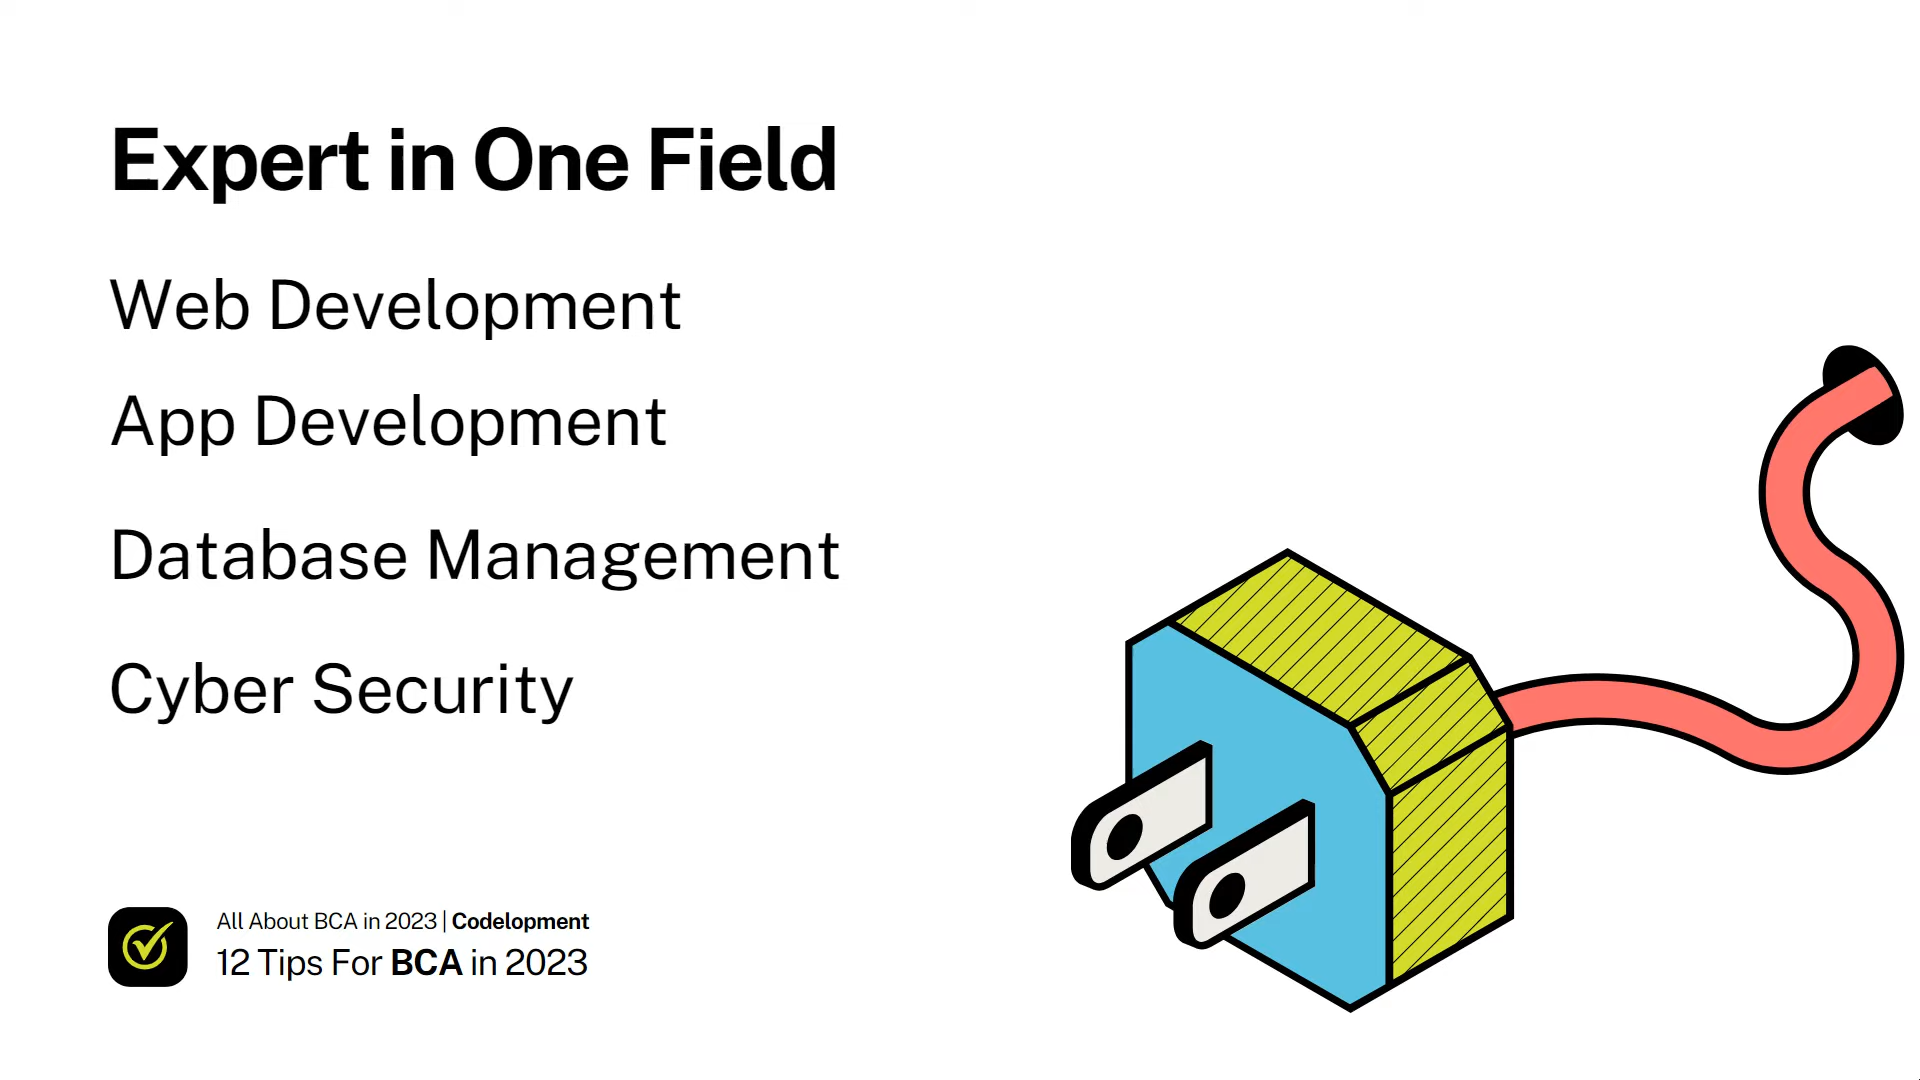 Expert in One Field
Web Development
App Development
Database Management
Cyber Security
All About BCA in 2023 | Codelopment
12 Tips For BCA in 2023